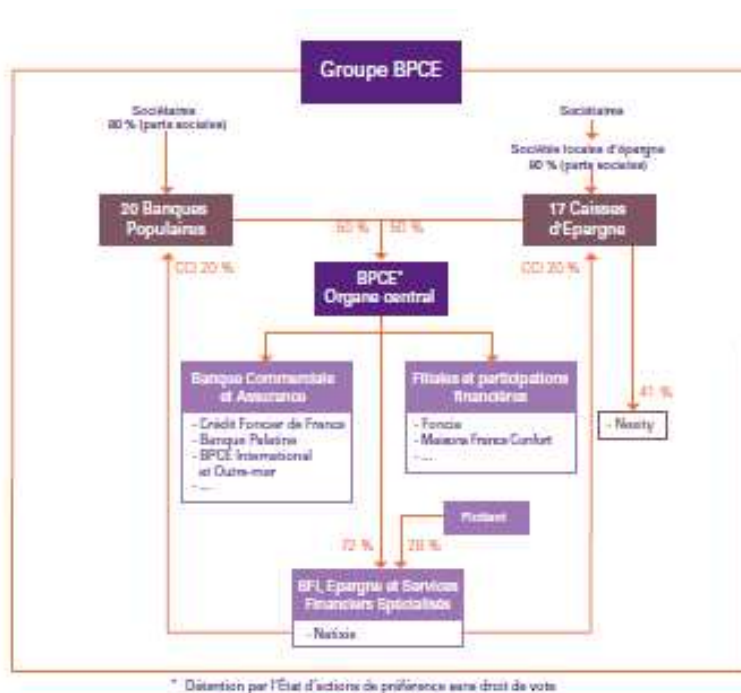 Groupe BPCE
Sociétaires
80 % (parts sociales)
Sociétaires
Sociétés locales d'épargne
80 % (parts sociales)
20 Banques
Populaires
17 Caisses
d'Epargne
50 %
50 %
CCI 20 %
CCI 20 %
BPCE*
Organe central
Banque Commerciale
et Assurance
- Crédit Foncier de France
- Banque Palatine
- BPCE International
et Outre-mer
- ....
Filiales et participations
financières
- Foncia
- Maisons France Confort
- ....
41 %
- Nexity
Flottant
72 %
28 %
BFI, Epargne et Services
Financiers Spécialisés
- Natixis
* Détention par l'État d'actions de préférence sans droit de vote